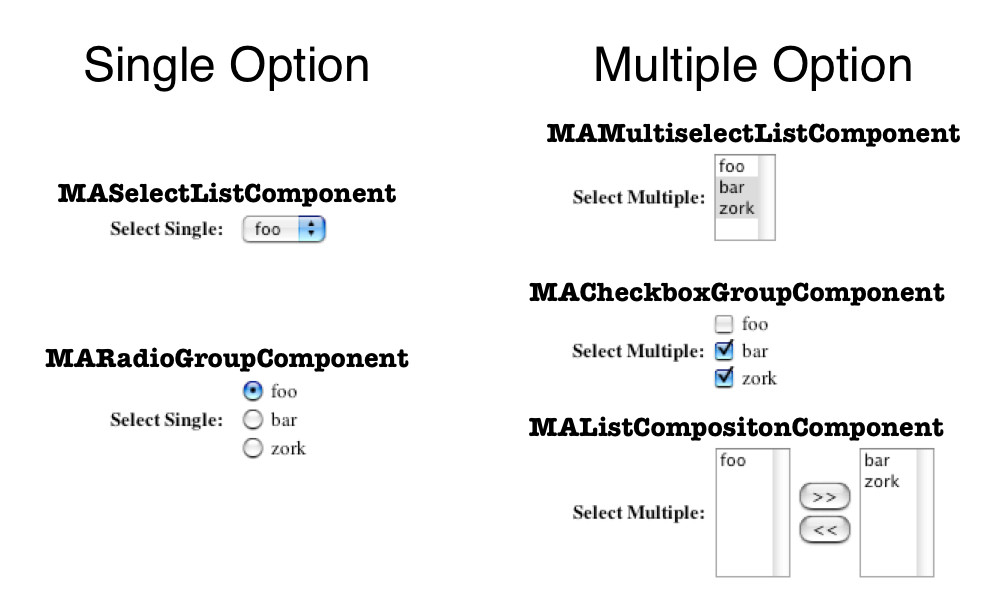 Single Option
MASelectListComponent
Select Single: foo
MARadioGroupComponent
Select Single:
foo
bar
zork
Multiple Option
MAMultiselectListComponent
Select Multiple:
foo
bar
zork
MACheckboxGroupComponent
Select Multiple:
foo
bar
zork
MAListCompositonComponent
Select Multiple:
foo
>>
<<
bar
zork